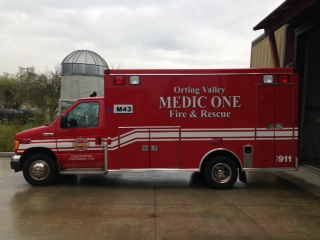 Orting Valley
MEDIC ONE
Fire & Rescue
M43
911